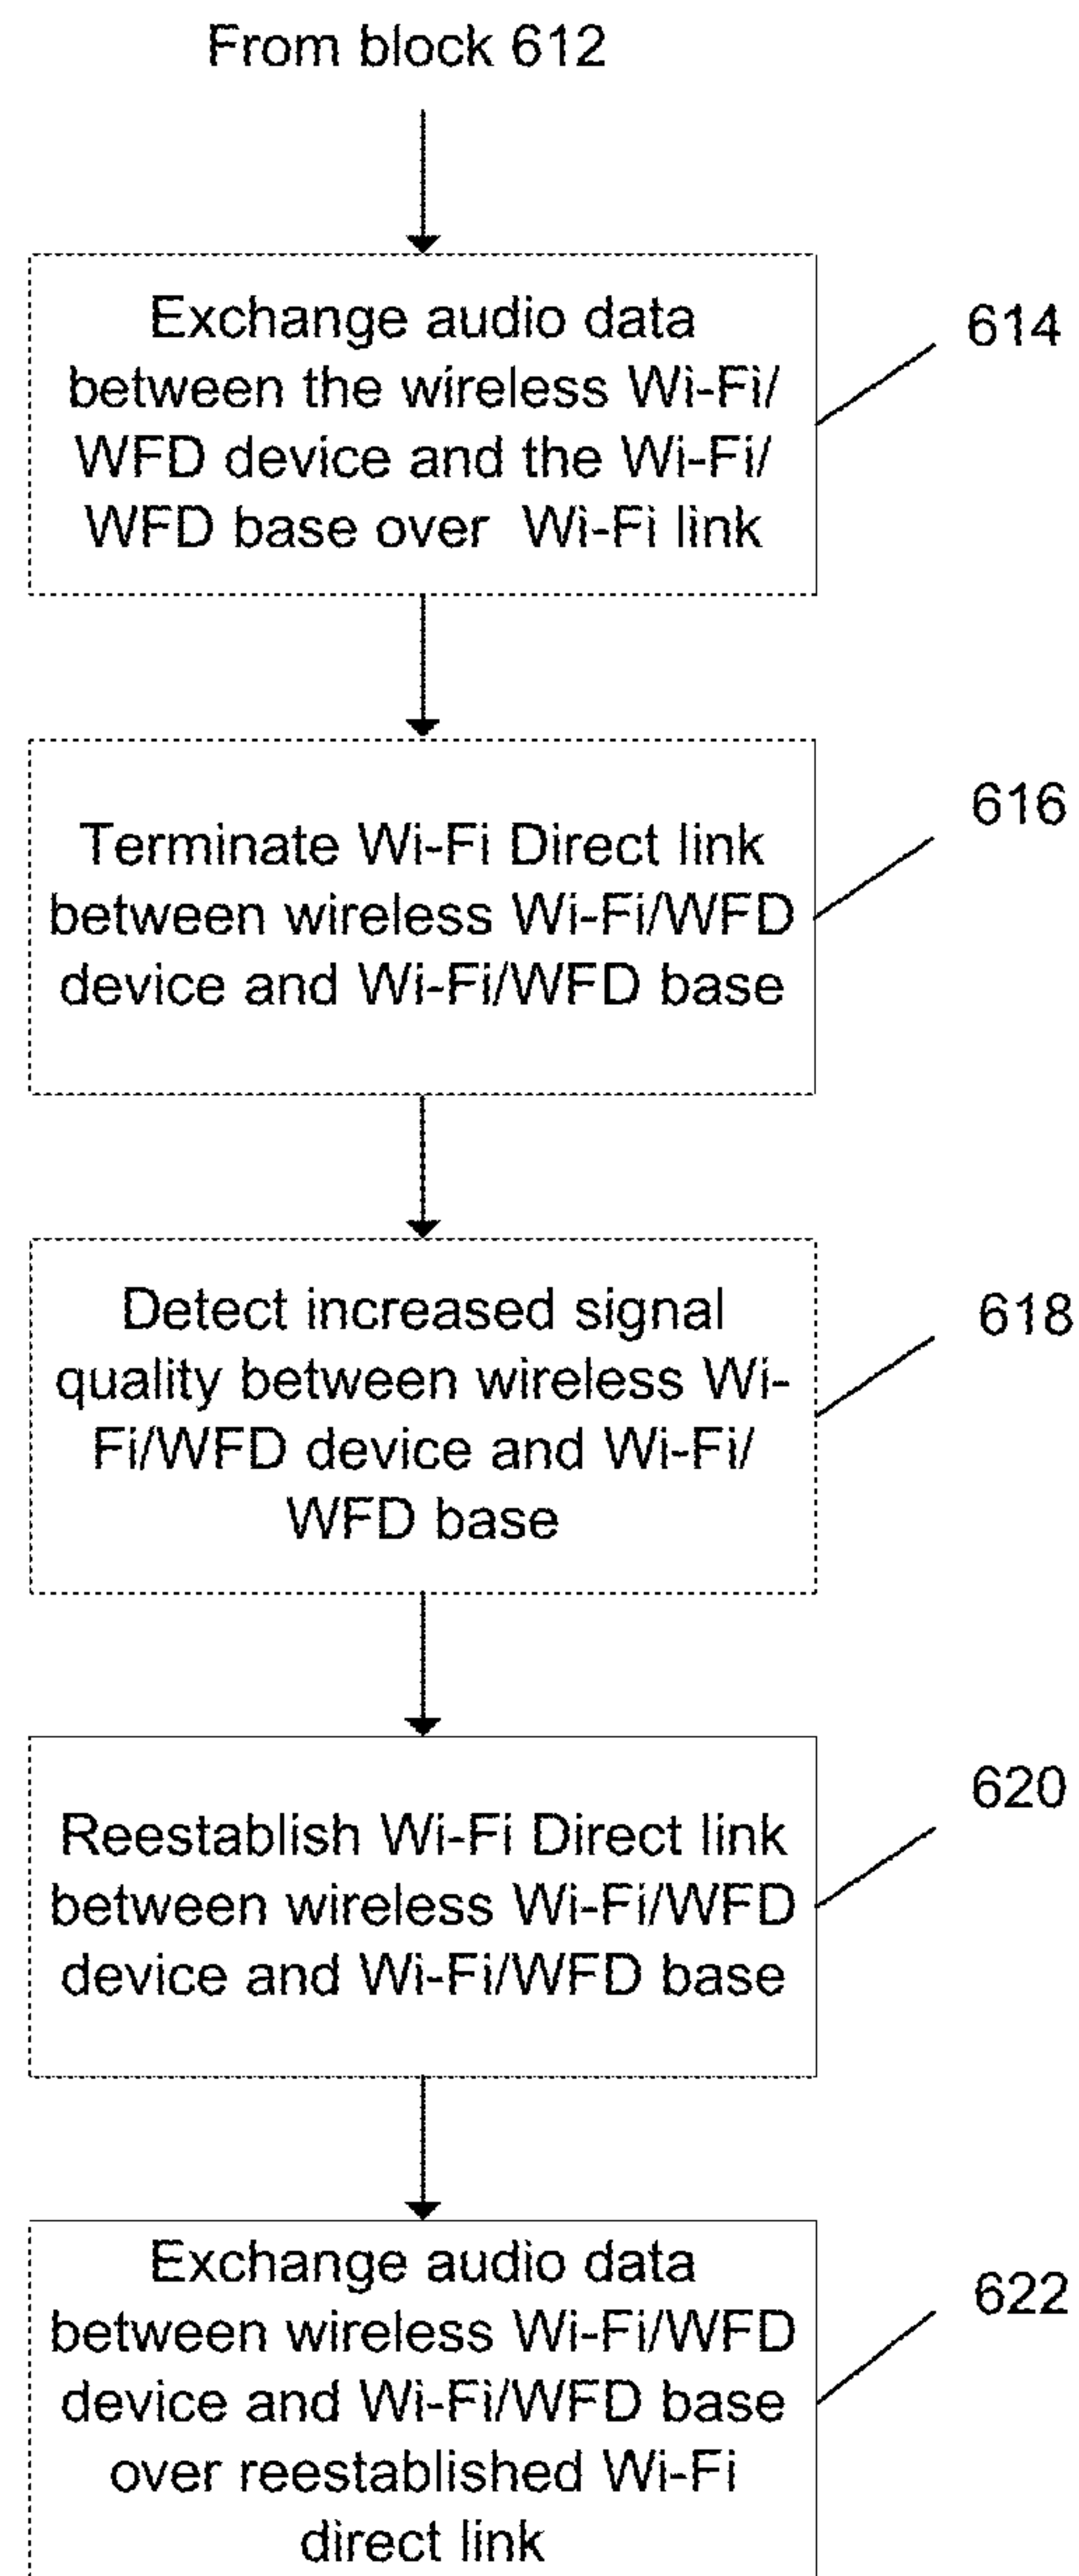 From block 612
Exchange audio data
between the wireless Wi-Fi/
WFD device and the Wi-Fi/
WFD base over Wi-Fi link
614
Terminate Wi-Fi Direct link
between wireless Wi-Fi/WFD
device and Wi-Fi/WFD base
616
Detect increased signal
quality between wireless Wi-
Fi/WFD device and Wi-Fi/
WFD base
618
Reestablish Wi-Fi Direct link
between wireless Wi-Fi/WFD
device and Wi-Fi/WFD base
620
Exchange audio data
between wireless Wi-Fi/WFD
device and Wi-Fi/WFD base
over reestablished Wi-Fi
direct link
622